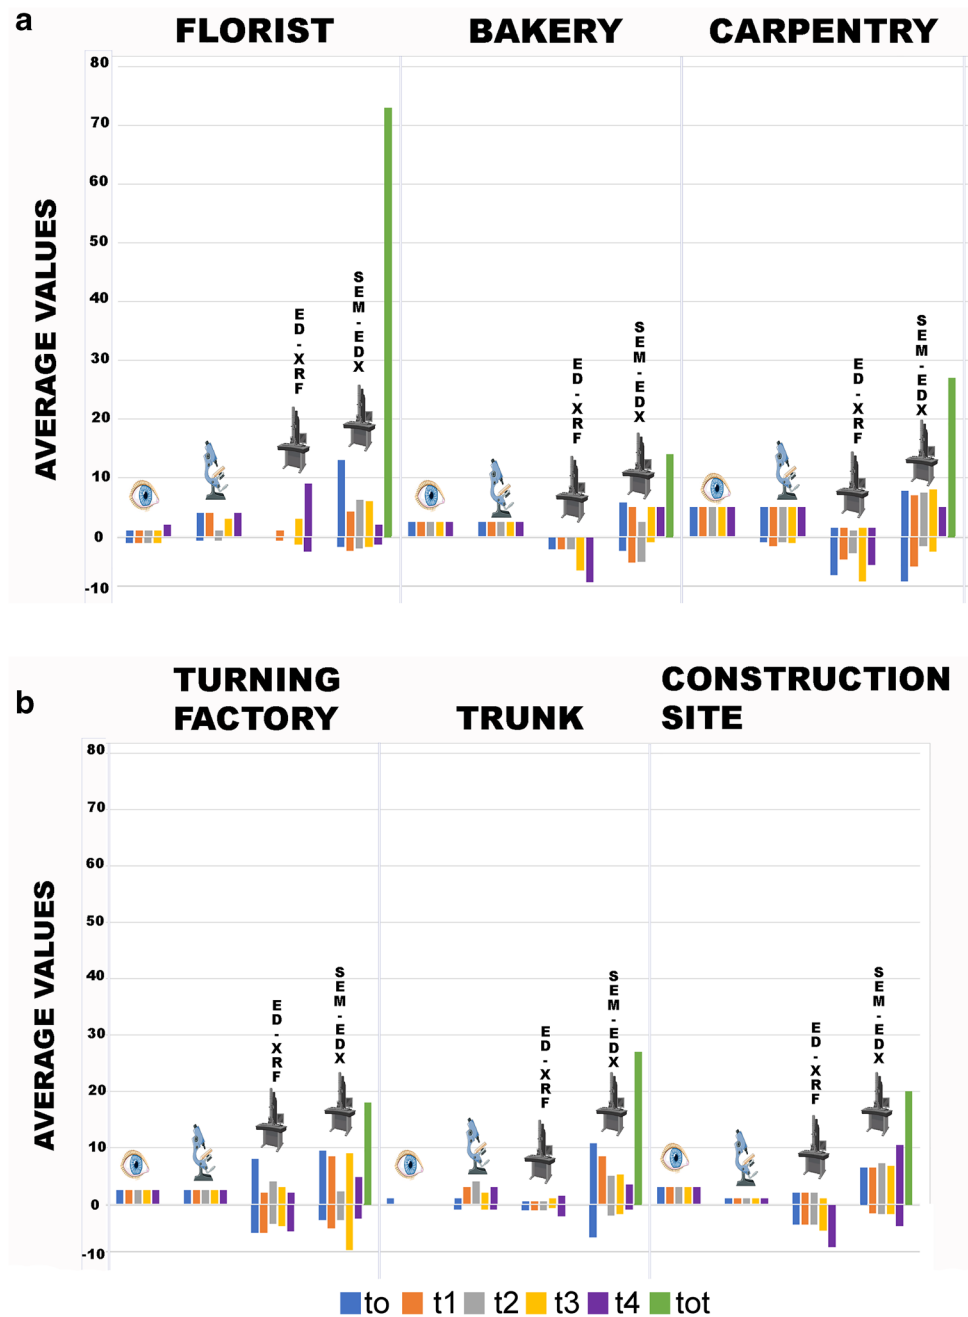 a
FLORIST
BAKERY
CARPENTRY
AVERAGE VALUES
80
70
60
50
40
30
20
10
0
-10
ED-XRF
SEM-EDX
ED-XRF
SEM-EDX
ED-XRF
SEM-EDX
b
TURNING
FACTORY
TRUNK
CONSTRUCTION
SITE
AVERAGE VALUES
80
70
60
50
40
30
20
10
0
-10
ED-XRF
SEM-EDX
ED-XRF
SEM-EDX
ED-XRF
SEM-EDX
to t1 t2 t3 t4 tot